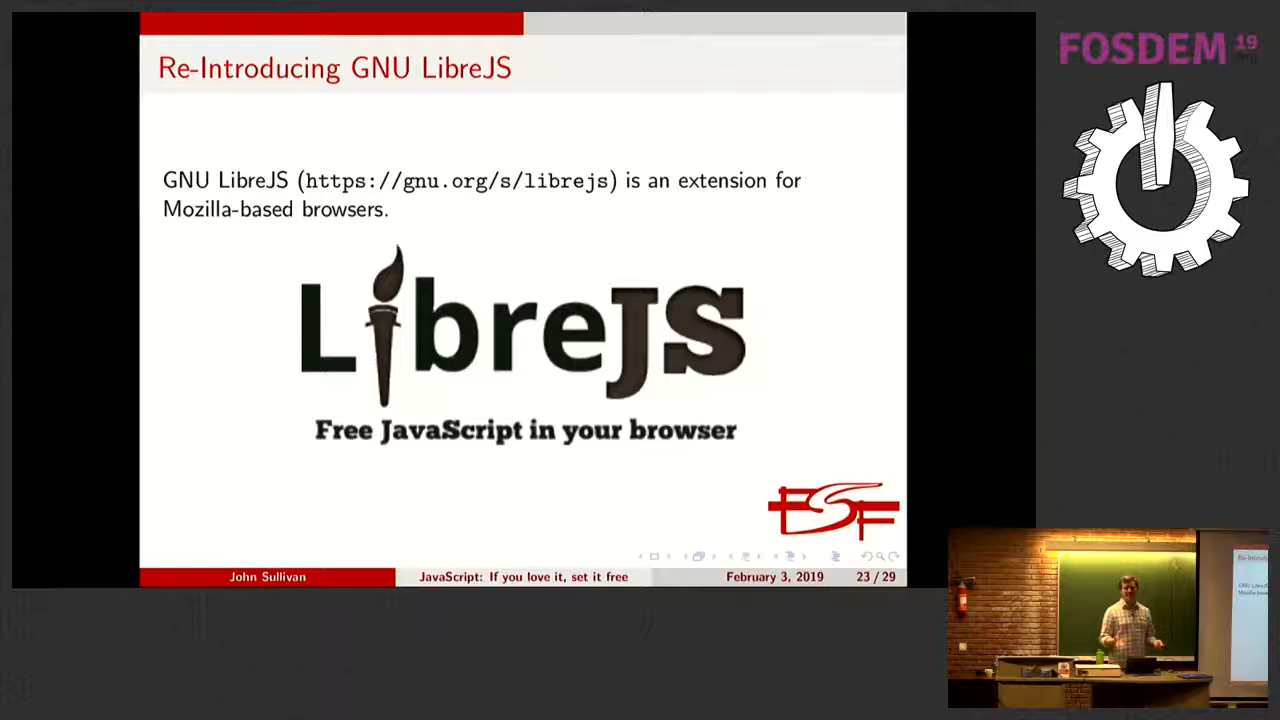 Re-Introducing GNU LibreJS
GNU LibreJS (https://gnu.org/s/librejs) is an extension for
Mozilla-based browsers.
LibreJS
Free JavaScript in your browser
FSF
John Sullivan
JavaScript: If you love it, set it free
February 3, 2019
23 / 29
FOSDEM 19